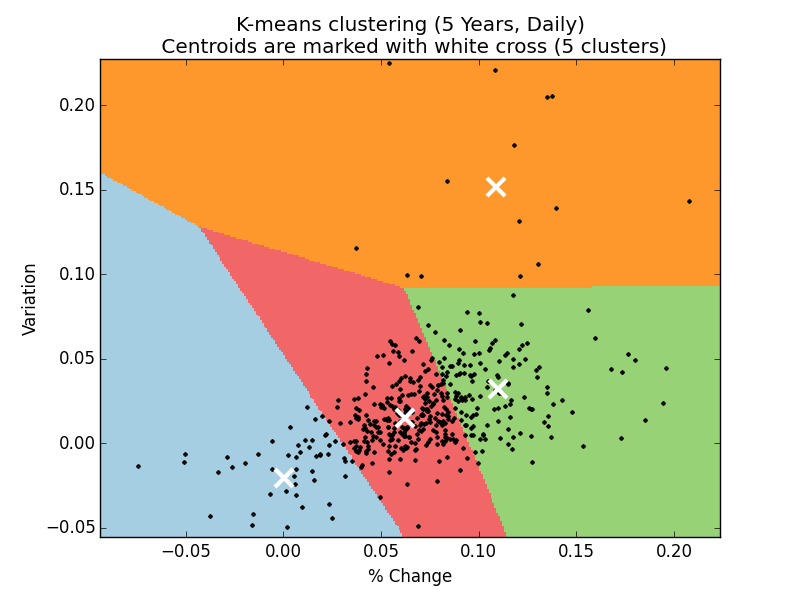 K-means clustering (5 Years, Daily)
Centroids are marked with white cross (5 clusters)
0.20
0.15
0.10
0.05
0.00
−0.05
Variation
−0.05 0.00 0.05 0.10 0.15 0.20
% Change